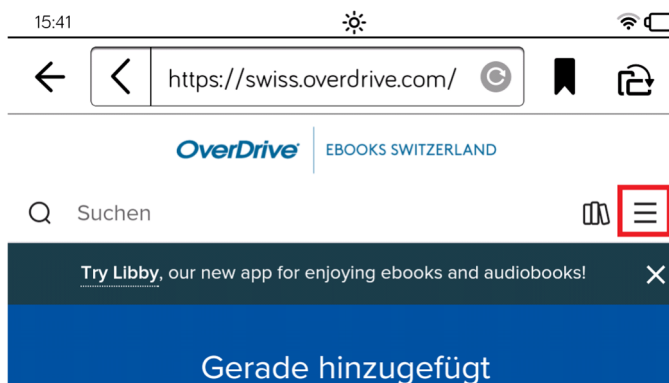 15:41
https://swiss.overdrive.com/
OverDrive EBOOKS SWITZERLAND
Suchen
Try Libby, our new app for enjoying ebooks and audiobooks!
Gerade hinzugefügt